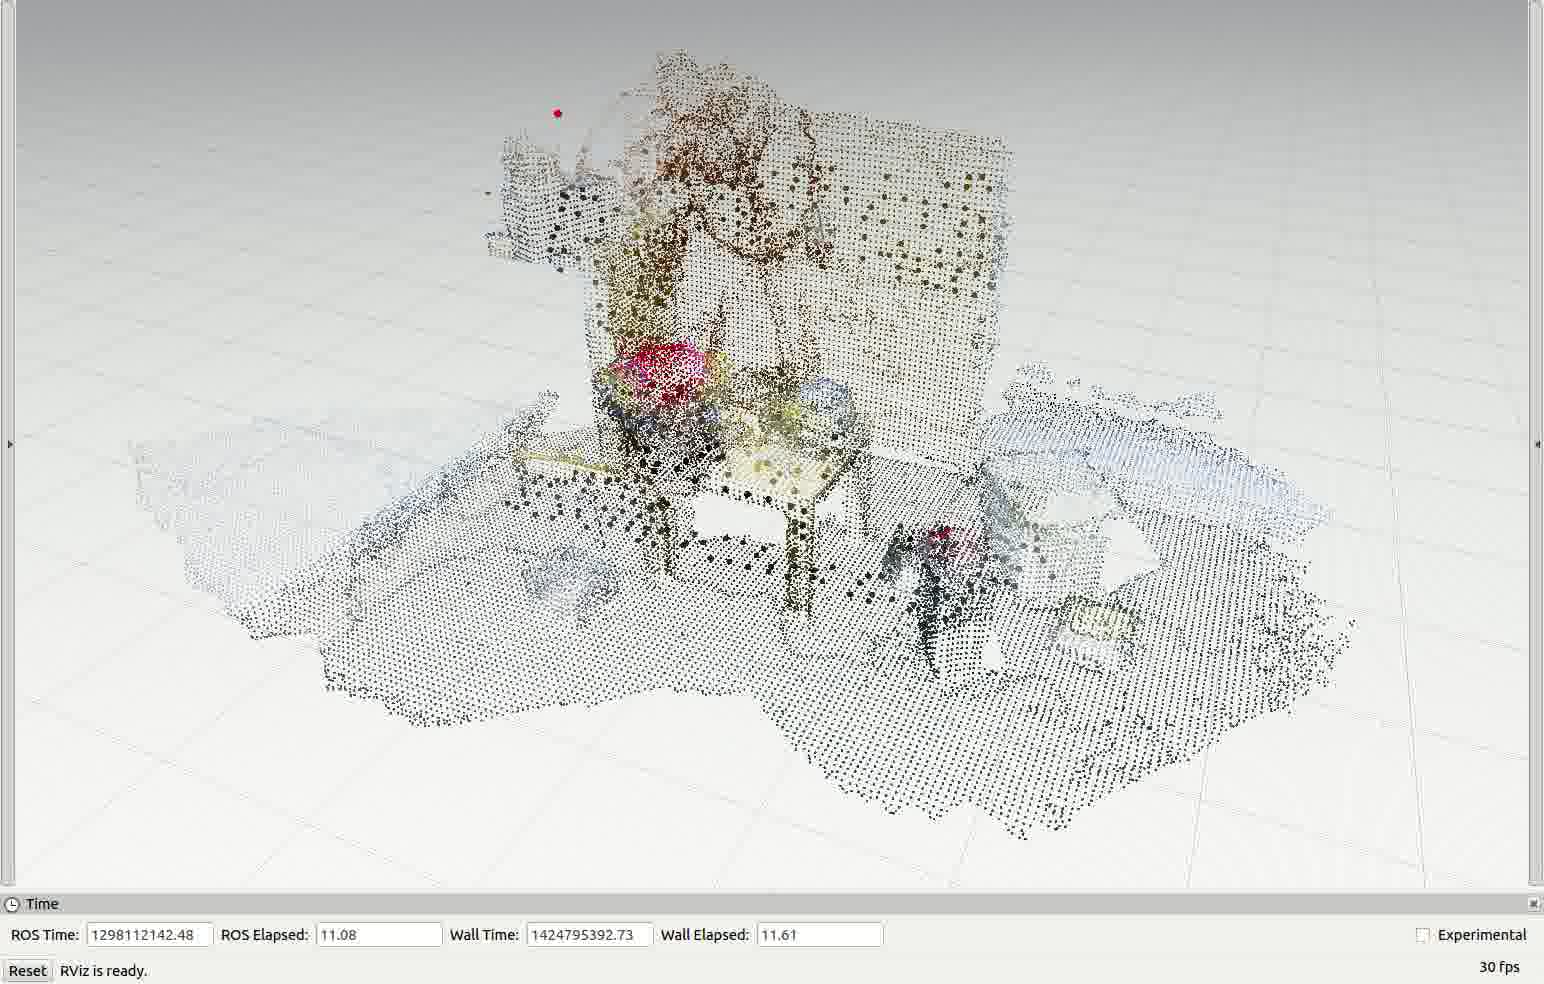 Time
ROS Time: 1298112142.48 ROS Elapsed: 11.08 Wall Time: 1424795392.73 Wall Elapsed: 11.61 Experimental
Reset RViz is ready. 30 fps